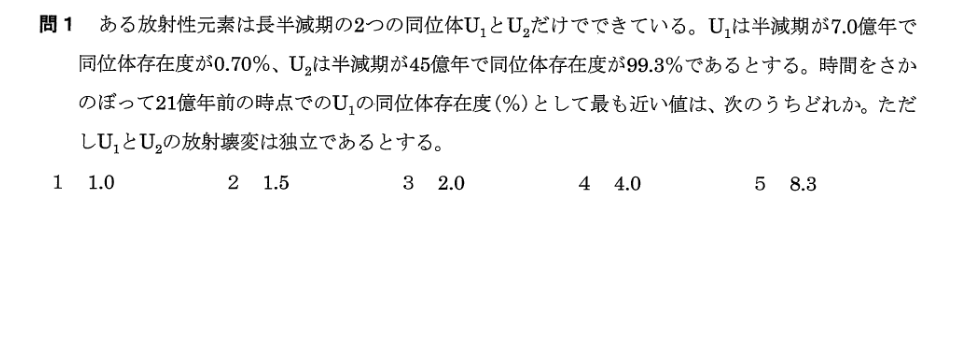 問1 ある放射性元素は長半減期の2つの同位体U₁とU₂だけでできている。U₁は半減期が7.0億年で
同位体存在度が0.70%、U₂は半減期が45億年で同位体存在度が99.3%であるとする。時間をさか
のぼって21億年前の時点でのU₁の同位体存在度(%)として最も近い値は、次のうちどれか。ただ
しU₁とU₂の放射壊変は独立であるとする。
1 1.0 2 1.5 3 2.0 4 4.0 5 8.3